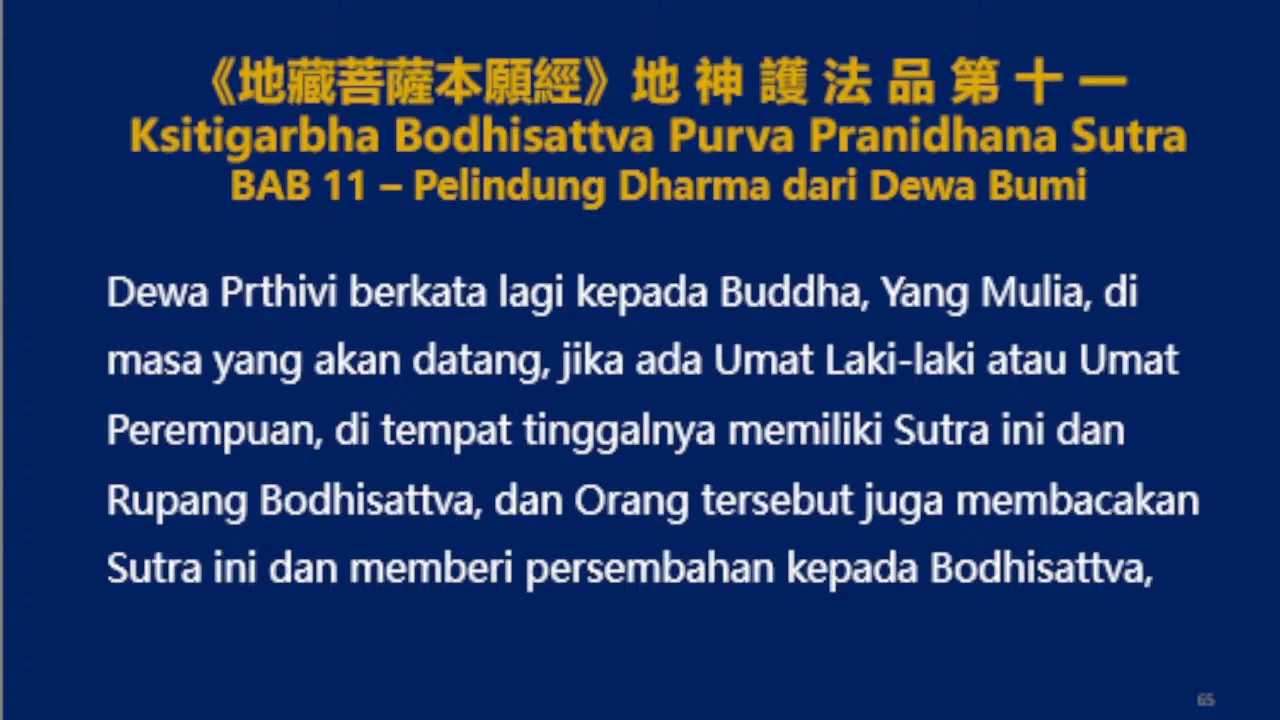 《地藏菩薩本願經》地 神 護 法 品 第 十 一
Ksitigarbha Bodhisattva Purva Pranidhana Sutra
BAB 11 – Pelindung Dharma dari Dewa Bumi
Dewa Prthivi berkata lagi kepada Buddha, Yang Mulia, di
masa yang akan datang, jika ada Umat Laki-laki atau Umat
Perempuan, di tempat tinggalnya memiliki Sutra ini dan
Rupang Bodhisattva, dan Orang tersebut juga membacakan
Sutra ini dan memberi persembahan kepada Bodhisattva,
65